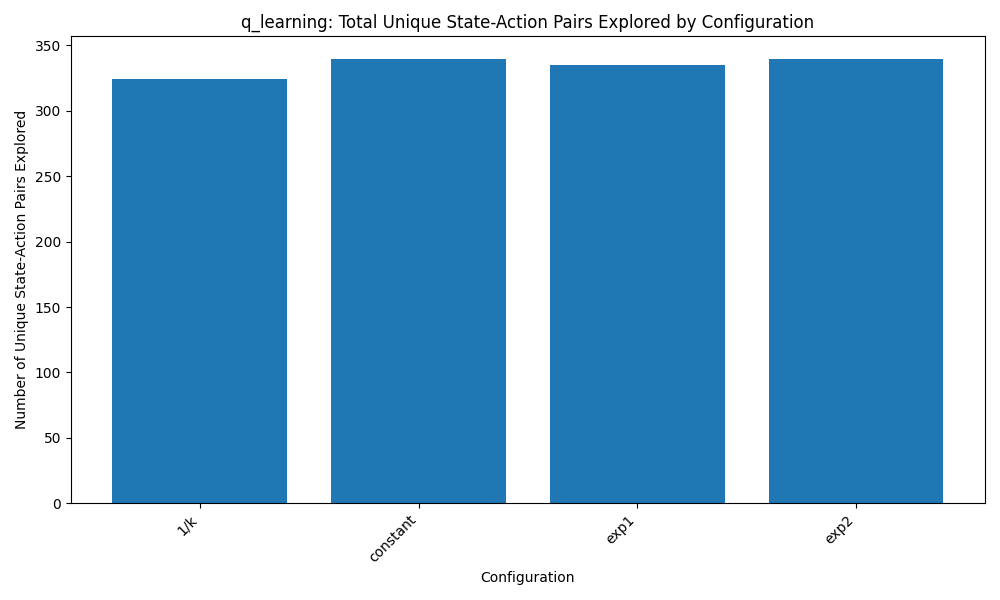 q_learning: Total Unique State-Action Pairs Explored by Configuration
Number of Unique State-Action Pairs Explored
350
300
250
200
150
100
50
0
1/k
constant
exp1
exp2
Configuration